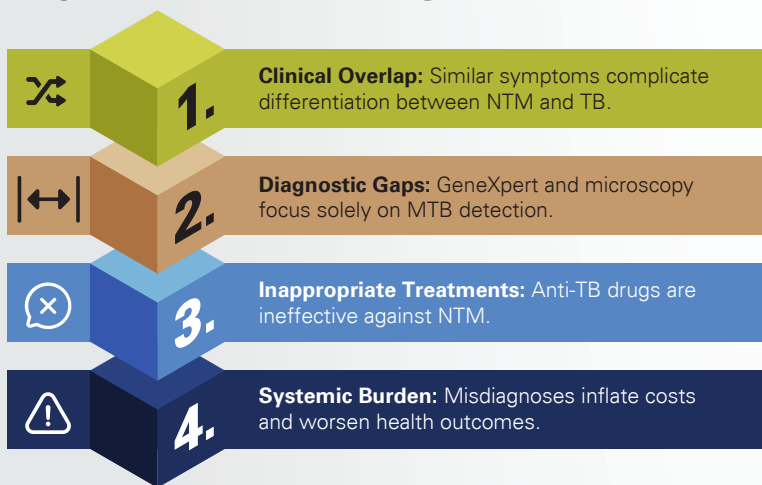 1.
Clinical Overlap: Similar symptoms complicate
differentiation between NTM and TB.
2.
Diagnostic Gaps: GeneXpert and microscopy
focus solely on MTB detection.
3.
Inappropriate Treatments: Anti-TB drugs are
ineffective against NTM.
4.
Systemic Burden: Misdiagnoses inflate costs
and worsen health outcomes.